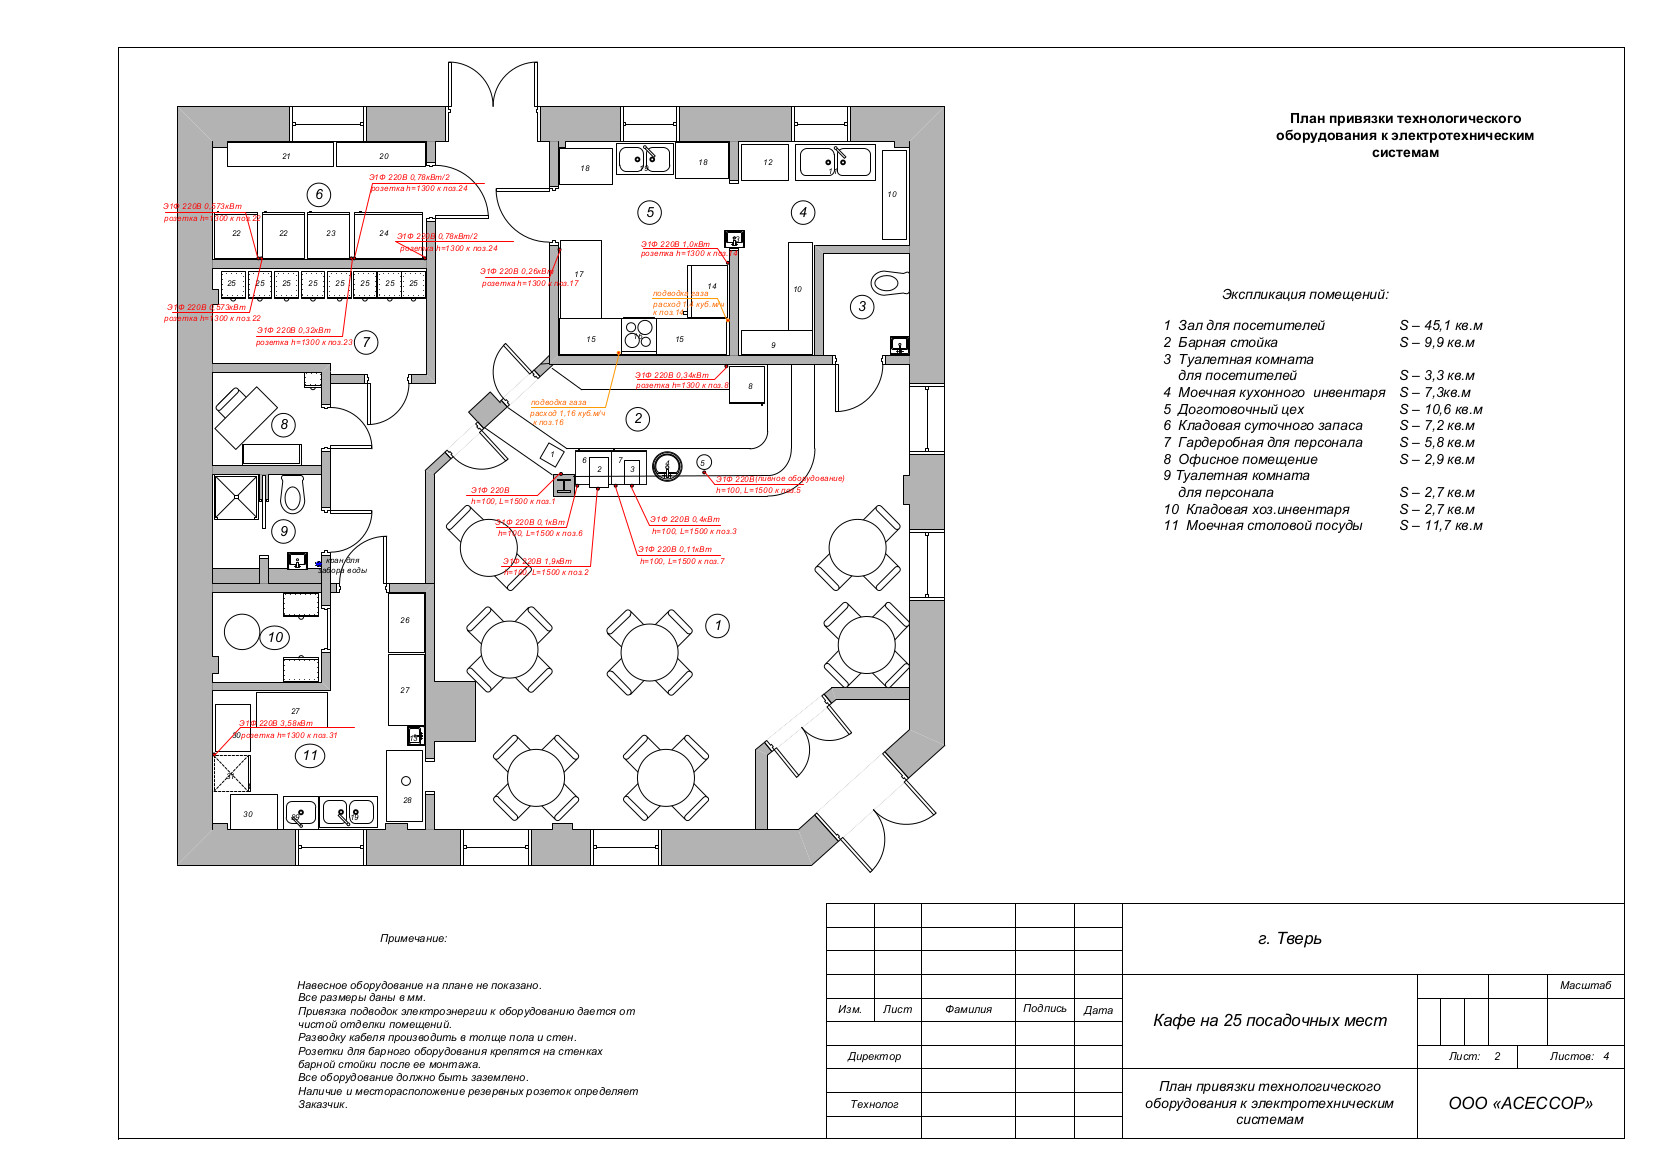 План привязки технологического
оборудования к электротехническим
системам
Экспликация помещений:
1 Зал для посетителей S – 45,1 кв.м
2 Барная стойка S – 9,9 кв.м
3 Туалетная комната
для посетителей S – 3,3 кв.м
4 Моечная кухонного инвентаря S – 7,3кв.м
5 Доготовочный цех S – 10,6 кв.м
6 Кладовая суточного запаса S – 7,2 кв.м
7 Гардеробная для персонала S – 5,8 кв.м
8 Офисное помещение S – 2,9 кв.м
9 Туалетная комната
для персонала S – 2,7 кв.м
10 Кладовая хоз.инвентаря S – 2,7 кв.м
11 Моечная столовой посуды S – 11,7 кв.м
21 20
18 18 12
10
6
5
4
22 22 23 24
Э1Ф 220В 0,78кВт/2
розетка h=1300 к поз.24
Э1Ф 220В 0,573кВт
розетка h=1300 к поз.22
Э1Ф 220В 0,78кВт/2
розетка h=1300 к поз.24
Э1Ф 220В 1,0кВт
розетка h=1300 к поз.14
Э1Ф 220В 0,26кВт
розетка h=1300 к поз.17
17
14
10
3
25 25 25 25 25 25 25 25
подводка газа
к поз.14
Э1Ф 220В 0,573кВт
розетка h=1300 к поз.22
Э1Ф 220В 0,32кВт
розетка h=1300 к поз.23
7
15 15 9
Э1Ф 220В 0,34кВт
розетка h=1300 к поз.8
8
подводка газа
расход 1,16 куб.м/ч
к поз.16
2
8
1 6 7 2 3 5
Э1Ф 220В (пивное оборудование)
h=100, L=1500 к поз.5
Э1Ф 220В
h=100, L=1500 к поз.1
Э1Ф 220В 0,1кВт
h=100, L=1500 к поз.6
Э1Ф 220В 0,4кВт
h=100, L=1500 к поз.3
Э1Ф 220В 0,11кВт
h=100, L=1500 к поз.7
Э1Ф 220В 1,9кВт
h=100, L=1500 к поз.2
9
кран для
забора воды
10
26
1
27
27
Э1Ф 220В 3,58кВт
розетка h=1300 к поз.31
30
11
31
13
28
30
19
Примечание:
Навесное оборудование на плане не показано.
Все размеры даны в мм.
Привязка подводок электроэнергии к оборудованию дается от
чистой отделки помещений.
Разводку кабеля производить в толще пола и стен.
Розетки для барного оборудования крепятся на стенках
барной стойки после ее монтажа.
Все оборудование должно быть заземлено.
Наличие и месторасположение резервных розеток определяет
Заказчик.
г. Тверь
Масштаб
Изм. Лист Фамилия Подпись Дата
Кафе на 25 посадочных мест
Директор
Лист: 2 Листов: 4
Технолог
План привязки технологического
оборудования к электротехническим
системам
ООО «АСЕССОР»